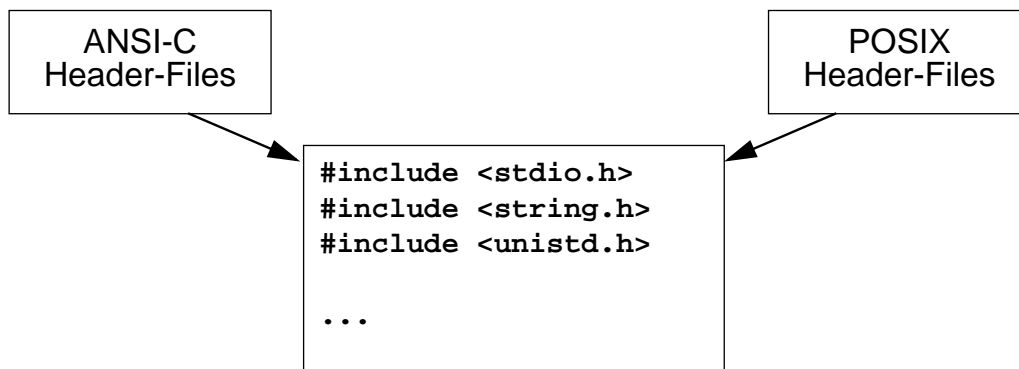 ANSI-C
Header-Files
POSIX
Header-Files
#include <stdio.h>
#include <string.h>
#include <unistd.h>
...